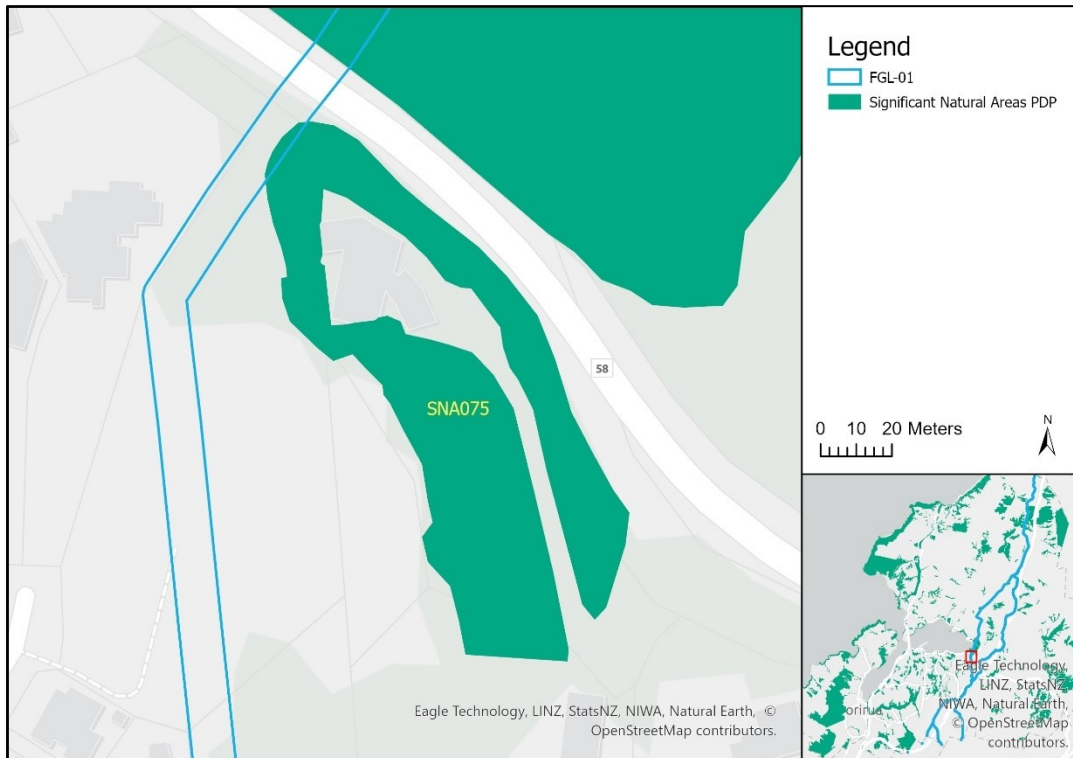 Legend
FGL-01
Significant Natural Areas PDP
58
SNA075
0 10 20 Meters
N
Eagle Technology, LINZ, StatsNZ, NIWA, Natural Earth, ©
OpenStreetMap contributors.
orirua
Eagle Technology,
LINZ, StatsNZ,
NIWA, Natural Earth,
© OpenStreetMap
contributors.